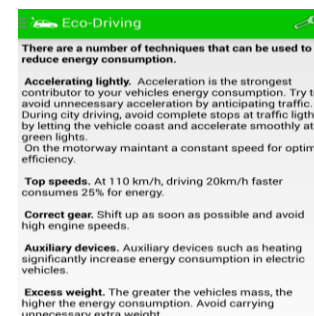 Eco-Driving
There are a number of techniques that can be used to
reduce energy consumption.
Accelerating lightly. Acceleration is the strongest
contributor to your vehicles energy consumption. Try t
avoid unnecessary acceleration by anticipating traffic.
During city driving, avoid complete stops at traffic ligth
by letting the vehicle coast and accelerate smoothly at
green lights.
On the motorway maintant a constant speed for optim
efficiency.
Top speeds. At 110 km/h, driving 20km/h faster
consumes 25% for energy.
Correct gear. Shift up as soon as possible and avoid
high engine speeds.
Auxiliary devices. Auxiliary devices such as heating
significantly increase energy consumption in electric
vehicles.
Excess weight. The greater the vehicles mass, the
higher the energy consumption. Avoid carrying
unnecessary extra weight